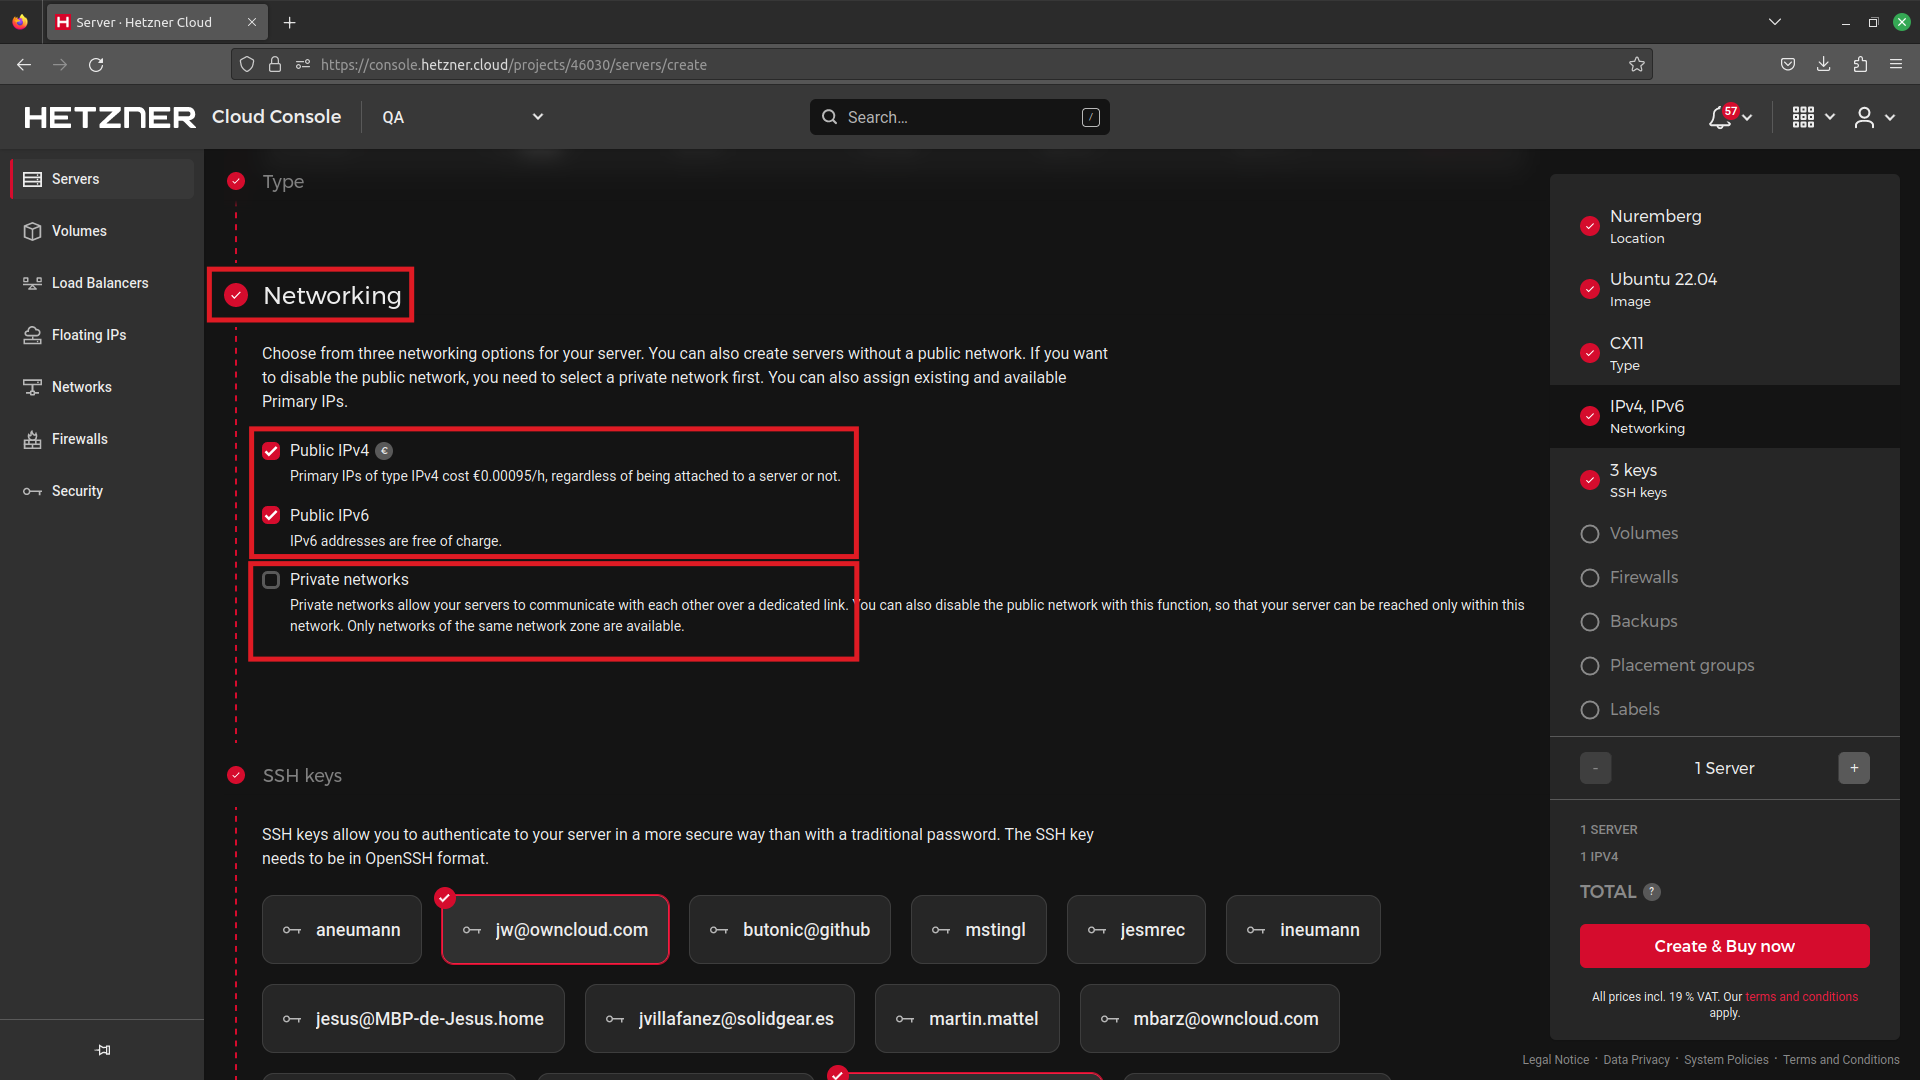 Server · Hetzner Cloud
https://console.hetzner.cloud/projects/46030/servers/create
HETZNER Cloud Console QA
Search... /
57
Servers
Volumes
Load Balancers
Floating IPs
Networks
Firewalls
Security
Type
Networking
Choose from three networking options for your server. You can also create servers without a public network. If you want
to disable the public network, you need to select a private network first. You can also assign existing and available
Primary IPs.
Public IPv4 €
Primary IPs of type IPv4 cost €0.00095/h, regardless of being attached to a server or not.
Public IPv6
IPv6 addresses are free of charge.
Private networks
Private networks allow your servers to communicate with each other over a dedicated link. You can also disable the public network with this function, so that your server can be reached only within this
network. Only networks of the same network zone are available.
SSH keys
SSH keys allow you to authenticate to your server in a more secure way than with a traditional password. The SSH key
needs to be in OpenSSH format.
aneumann
jw@owncloud.com
butonic@github
mstingl
jesmrec
ineumann
jesus@MBP-de-Jesus.home
jvillafanez@solidgear.es
martin.mattel
mbarz@owncloud.com
Nuremberg
Location
Ubuntu 22.04
Image
CX11
Type
IPv4, IPv6
Networking
3 keys
SSH keys
Volumes
Firewalls
Backups
Placement groups
Labels
- 1 Server +
1 SERVER
1 IPV4
TOTAL ?
Create & Buy now
All prices incl. 19 % VAT. Our terms and conditions
apply.
Legal Notice · Data Privacy · System Policies · Terms and Conditions